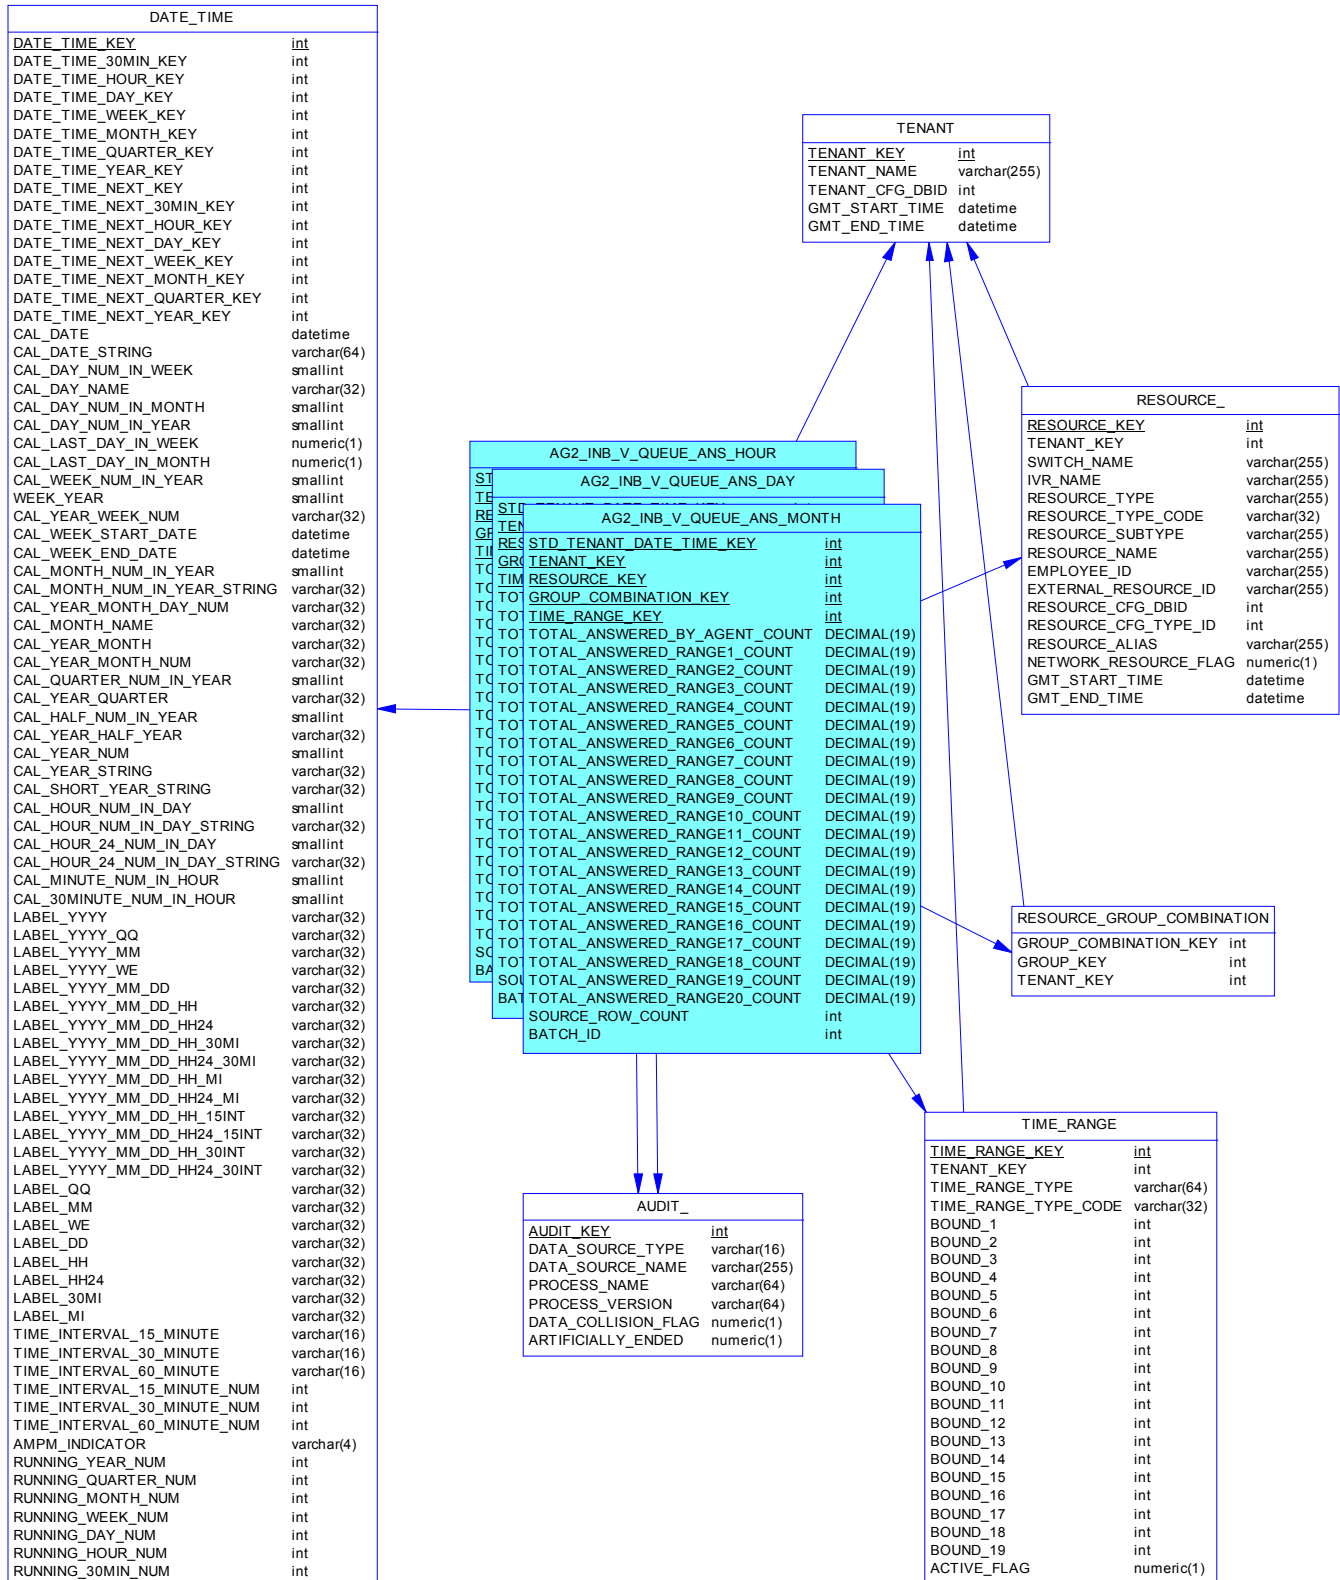 DATE_TIME
DATE_TIME_KEY int
DATE_TIME_30MIN_KEY int
DATE_TIME_HOUR_KEY int
DATE_TIME_DAY_KEY int
DATE_TIME_WEEK_KEY int
DATE_TIME_MONTH_KEY int
DATE_TIME_QUARTER_KEY int
DATE_TIME_YEAR_KEY int
DATE_TIME_NEXT_KEY int
DATE_TIME_NEXT_30MIN_KEY int
DATE_TIME_NEXT_HOUR_KEY int
DATE_TIME_NEXT_DAY_KEY int
DATE_TIME_NEXT_WEEK_KEY int
DATE_TIME_NEXT_MONTH_KEY int
DATE_TIME_NEXT_QUARTER_KEY int
DATE_TIME_NEXT_YEAR_KEY int
CAL_DATE datetime
CAL_DATE_STRING varchar(64)
CAL_DAY_NUM_IN_WEEK smallint
CAL_DAY_NAME varchar(32)
CAL_DAY_NUM_IN_MONTH smallint
CAL_DAY_NUM_IN_YEAR smallint
CAL_LAST_DAY_IN_WEEK numeric(1)
CAL_LAST_DAY_IN_MONTH numeric(1)
CAL_WEEK_NUM_IN_YEAR smallint
WEEK_YEAR smallint
CAL_YEAR_WEEK_NUM varchar(32)
CAL_WEEK_START_DATE datetime
CAL_WEEK_END_DATE datetime
CAL_MONTH_NUM_IN_YEAR smallint
CAL_MONTH_NUM_IN_YEAR_STRING varchar(32)
CAL_YEAR_MONTH_DAY_NUM varchar(32)
CAL_MONTH_NAME varchar(32)
CAL_YEAR_MONTH varchar(32)
CAL_YEAR_MONTH_NUM varchar(32)
CAL_QUARTER_NUM_IN_YEAR smallint
CAL_YEAR_QUARTER varchar(32)
CAL_HALF_NUM_IN_YEAR smallint
CAL_YEAR_HALF_YEAR varchar(32)
CAL_YEAR_NUM smallint
CAL_YEAR_STRING varchar(32)
CAL_SHORT_YEAR_STRING varchar(32)
CAL_HOUR_NUM_IN_DAY smallint
CAL_HOUR_NUM_IN_DAY_STRING varchar(32)
CAL_HOUR_24_NUM_IN_DAY smallint
CAL_HOUR_24_NUM_IN_DAY_STRING varchar(32)
CAL_MINUTE_NUM_IN_HOUR smallint
CAL_30MINUTE_NUM_IN_HOUR smallint
LABEL_YYYY varchar(32)
LABEL_YYYY_QQ varchar(32)
LABEL_YYYY_MM varchar(32)
LABEL_YYYY_WE varchar(32)
LABEL_YYYY_MM_DD varchar(32)
LABEL_YYYY_MM_DD_HH varchar(32)
LABEL_YYYY_MM_DD_HH24 varchar(32)
LABEL_YYYY_MM_DD_HH_30MI varchar(32)
LABEL_YYYY_MM_DD_HH24_30MI varchar(32)
LABEL_YYYY_MM_DD_HH_MI varchar(32)
LABEL_YYYY_MM_DD_HH24_MI varchar(32)
LABEL_YYYY_MM_DD_HH_15INT varchar(32)
LABEL_YYYY_MM_DD_HH24_15INT varchar(32)
LABEL_YYYY_MM_DD_HH_30INT varchar(32)
LABEL_YYYY_MM_DD_HH24_30INT varchar(32)
LABEL_QQ varchar(32)
LABEL_MM varchar(32)
LABEL_WE varchar(32)
LABEL_DD varchar(32)
LABEL_HH varchar(32)
LABEL_HH24 varchar(32)
LABEL_30MI varchar(32)
LABEL_MI varchar(32)
TIME_INTERVAL_15_MINUTE varchar(16)
TIME_INTERVAL_30_MINUTE varchar(16)
TIME_INTERVAL_60_MINUTE varchar(16)
TIME_INTERVAL_15_MINUTE_NUM int
TIME_INTERVAL_30_MINUTE_NUM int
TIME_INTERVAL_60_MINUTE_NUM int
AMPM_INDICATOR varchar(4)
RUNNING_YEAR_NUM int
RUNNING_QUARTER_NUM int
RUNNING_MONTH_NUM int
RUNNING_WEEK_NUM int
RUNNING_DAY_NUM int
RUNNING_HOUR_NUM int
RUNNING_30MIN_NUM int
TENANT
TENANT_KEY int
TENANT_NAME varchar(255)
TENANT_CFG_DBID int
GMT_START_TIME datetime
GMT_END_TIME datetime
AG2_INB_V_QUEUE_ANS_HOUR
AG2_INB_V_QUEUE_ANS_DAY
AG2_INB_V_QUEUE_ANS_MONTH
STD_TENANT_DATE_TIME_KEY int
TENANT_KEY int
RESOURCE_KEY int
GROUP_COMBINATION_KEY int
TIME_RANGE_KEY int
TOTAL_ANSWERED_BY_AGENT_COUNT DECIMAL(19)
TOTAL_ANSWERED_RANGE1_COUNT DECIMAL(19)
TOTAL_ANSWERED_RANGE2_COUNT DECIMAL(19)
TOTAL_ANSWERED_RANGE3_COUNT DECIMAL(19)
TOTAL_ANSWERED_RANGE4_COUNT DECIMAL(19)
TOTAL_ANSWERED_RANGE5_COUNT DECIMAL(19)
TOTAL_ANSWERED_RANGE6_COUNT DECIMAL(19)
TOTAL_ANSWERED_RANGE7_COUNT DECIMAL(19)
TOTAL_ANSWERED_RANGE8_COUNT DECIMAL(19)
TOTAL_ANSWERED_RANGE9_COUNT DECIMAL(19)
TOTAL_ANSWERED_RANGE10_COUNT DECIMAL(19)
TOTAL_ANSWERED_RANGE11_COUNT DECIMAL(19)
TOTAL_ANSWERED_RANGE12_COUNT DECIMAL(19)
TOTAL_ANSWERED_RANGE13_COUNT DECIMAL(19)
TOTAL_ANSWERED_RANGE14_COUNT DECIMAL(19)
TOTAL_ANSWERED_RANGE15_COUNT DECIMAL(19)
TOTAL_ANSWERED_RANGE16_COUNT DECIMAL(19)
TOTAL_ANSWERED_RANGE17_COUNT DECIMAL(19)
TOTAL_ANSWERED_RANGE18_COUNT DECIMAL(19)
TOTAL_ANSWERED_RANGE19_COUNT DECIMAL(19)
TOTAL_ANSWERED_RANGE20_COUNT DECIMAL(19)
SOURCE_ROW_COUNT int
BATCH_ID int
RESOURCE_
RESOURCE_KEY int
TENANT_KEY int
SWITCH_NAME varchar(255)
IVR_NAME varchar(255)
RESOURCE_TYPE varchar(255)
RESOURCE_TYPE_CODE varchar(32)
RESOURCE_SUBTYPE varchar(255)
RESOURCE_NAME varchar(255)
EMPLOYEE_ID varchar(255)
EXTERNAL_RESOURCE_ID varchar(255)
RESOURCE_CFG_DBID int
RESOURCE_CFG_TYPE_ID int
RESOURCE_ALIAS varchar(255)
NETWORK_RESOURCE_FLAG numeric(1)
GMT_START_TIME datetime
GMT_END_TIME datetime
RESOURCE_GROUP_COMBINATION
GROUP_COMBINATION_KEY int
GROUP_KEY int
TENANT_KEY int
AUDIT_
AUDIT_KEY int
DATA_SOURCE_TYPE varchar(16)
DATA_SOURCE_NAME varchar(255)
PROCESS_NAME varchar(64)
PROCESS_VERSION varchar(64)
DATA_COLLISION_FLAG numeric(1)
ARTIFICIALLY_ENDED numeric(1)
TIME_RANGE
TIME_RANGE_KEY int
TENANT_KEY int
TIME_RANGE_TYPE varchar(64)
TIME_RANGE_TYPE_CODE varchar(32)
BOUND_1 int
BOUND_2 int
BOUND_3 int
BOUND_4 int
BOUND_5 int
BOUND_6 int
BOUND_7 int
BOUND_8 int
BOUND_9 int
BOUND_10 int
BOUND_11 int
BOUND_12 int
BOUND_13 int
BOUND_14 int
BOUND_15 int
BOUND_16 int
BOUND_17 int
BOUND_18 int
BOUND_19 int
ACTIVE_FLAG numeric(1)